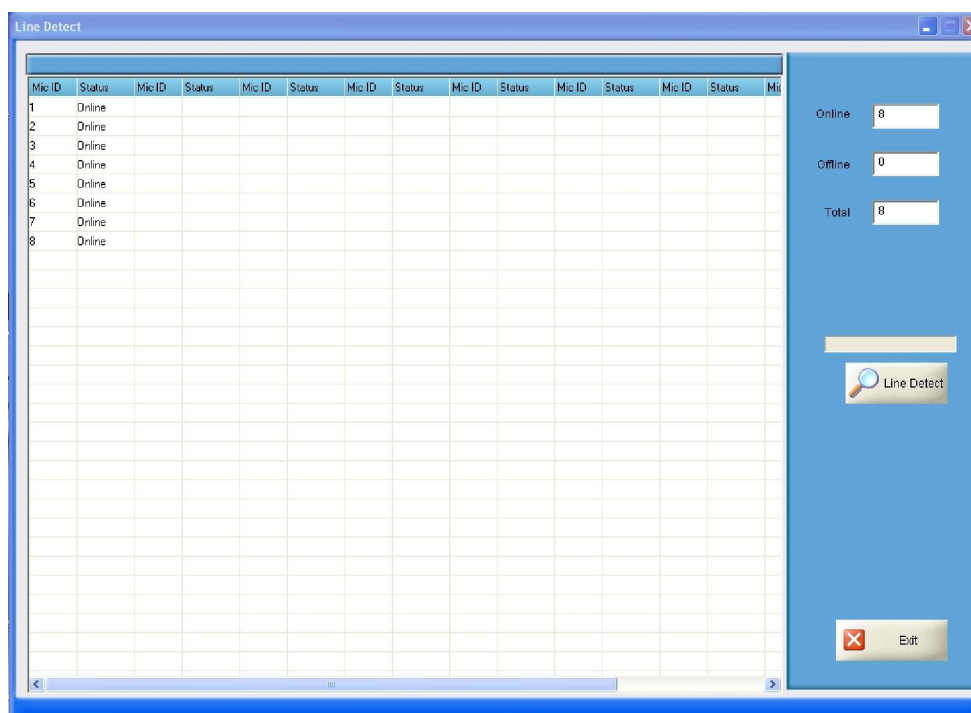 Line Detect
Mic ID Status Mic ID Status Mic ID Status Mic ID Status Mic ID Status Mic ID Status Mic ID Status
1 Online
2 Online
3 Online
4 Online
5 Online
6 Online
7 Online
8 Online
Online 8
Offline 0
Total 8
Line Detect
Exit